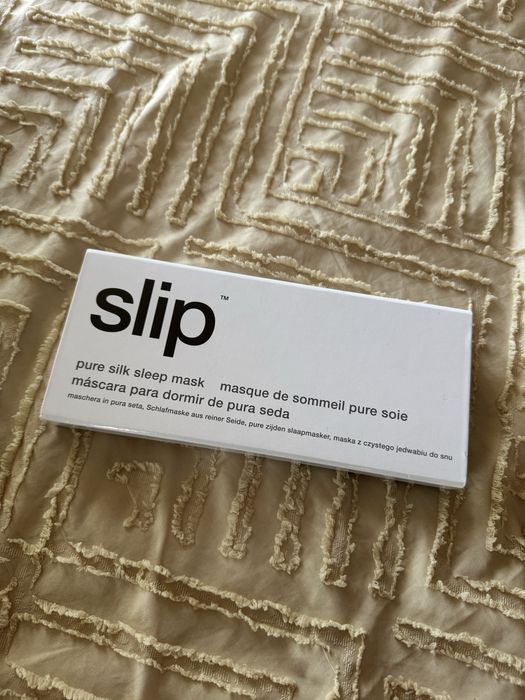 slip™
pure silk sleep mask masque de sommeil pure soie
máscara para dormir de pura seda
maschera in pura seta, Schlafmaske aus reiner Seide, pure zijden slaapmasker, maska z czystego jedwabiu do snu